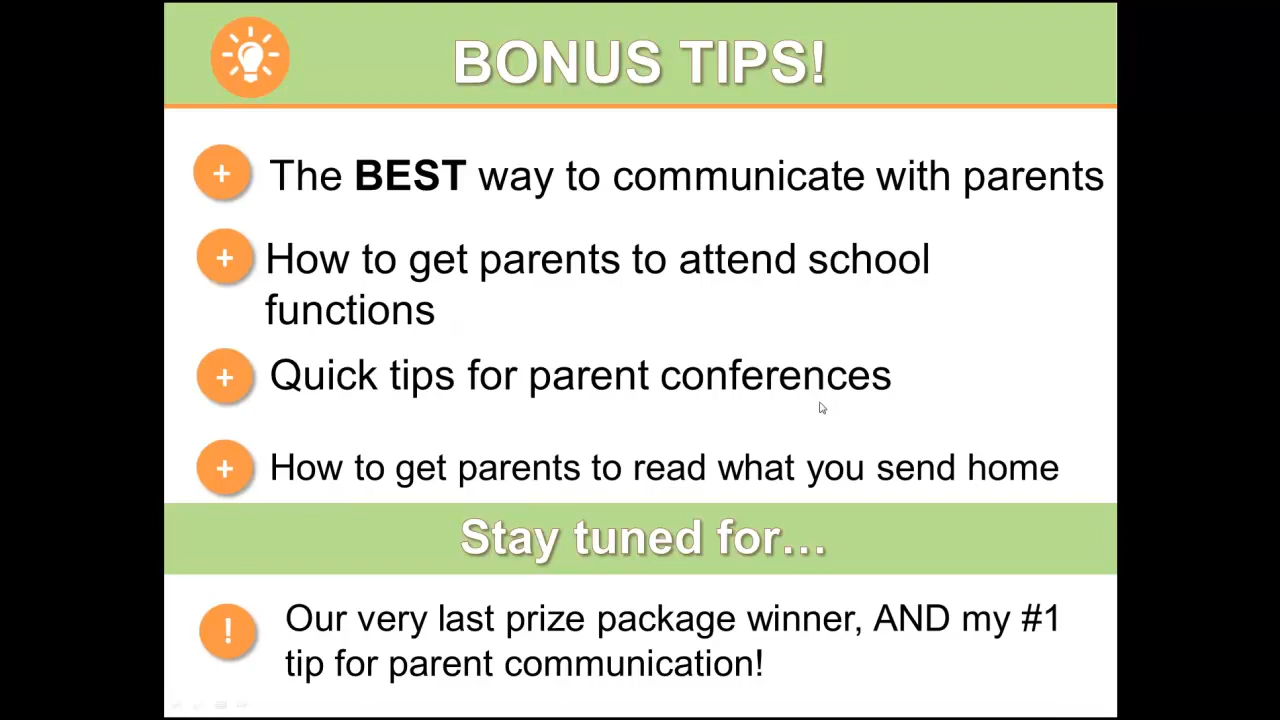 BONUS TIPS!
+ The BEST way to communicate with parents
+ How to get parents to attend school
functions
+ Quick tips for parent conferences
+ How to get parents to read what you send home
Stay tuned for...
! Our very last prize package winner, AND my #1
tip for parent communication!